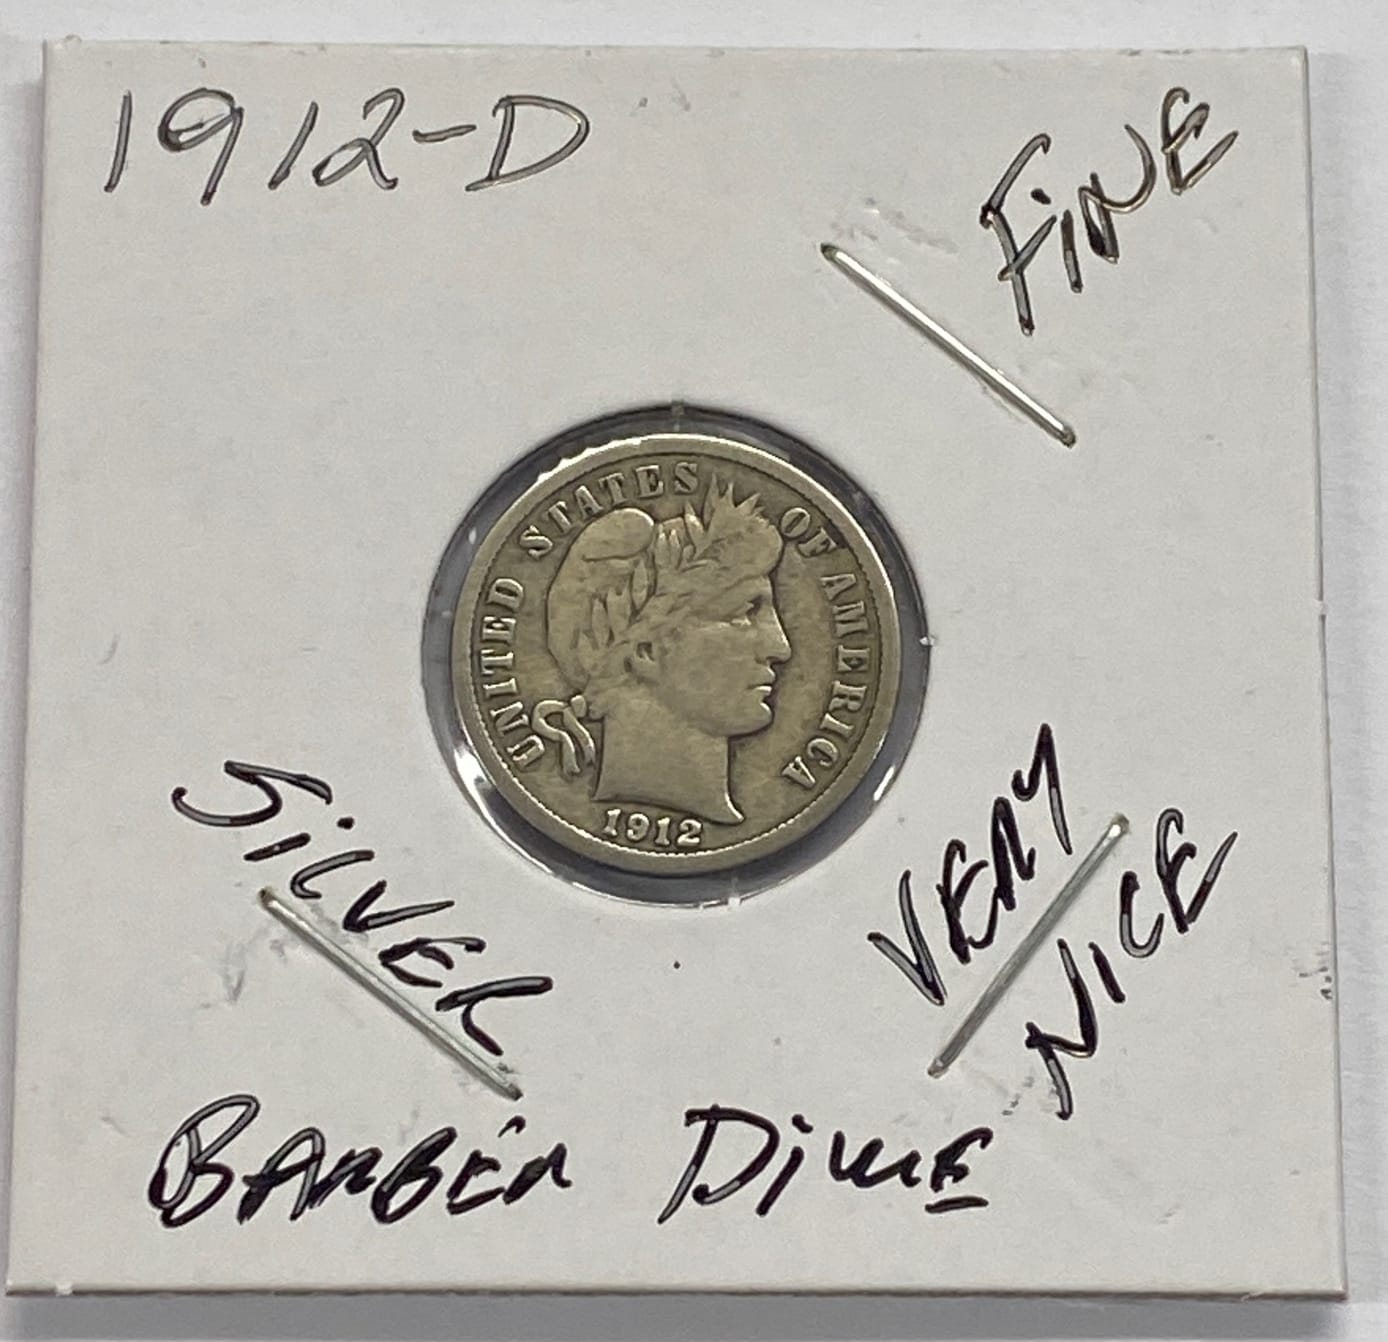 1912-D
FiNE
UNITED STATES OF AMERICA
1912
SiLVER
VERY
NICE
BARBER DiME